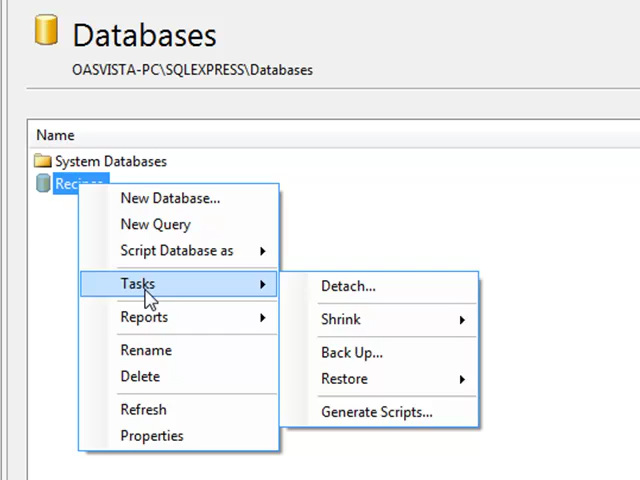 Databases
OASVISTA-PC\SQLEXPRESS\Databases
Name
System Databases
New Database...
New Query
Script Database as
Tasks
Detach...
Reports
Shrink
Rename
Back Up...
Delete
Restore
Refresh
Generate Scripts...
Properties